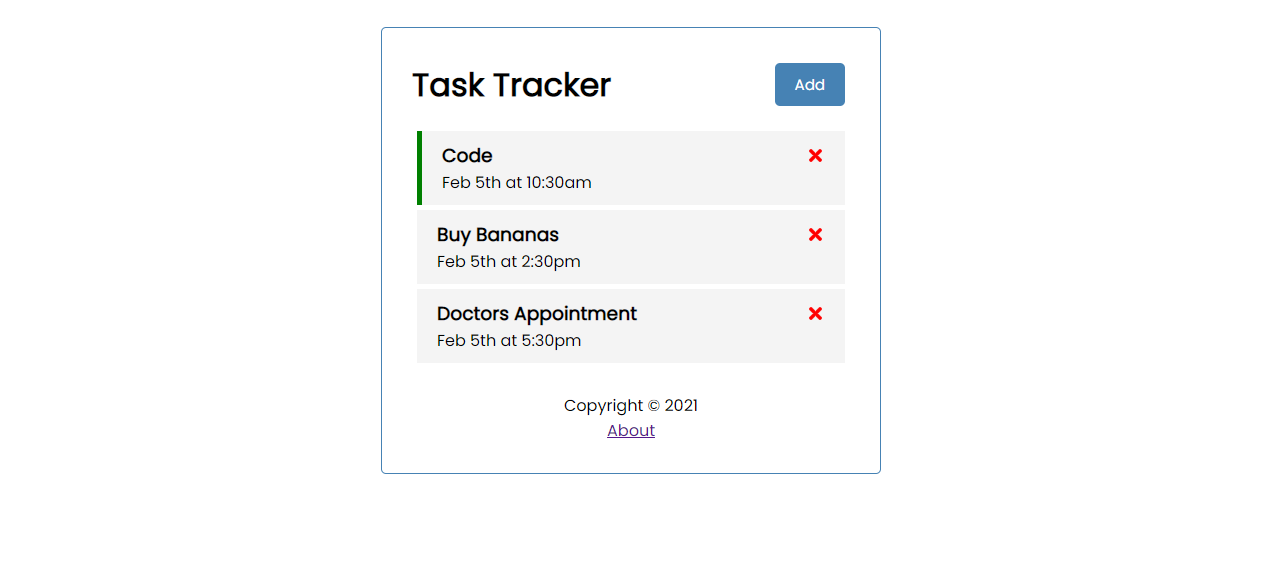 Task Tracker
Add
Code
Feb 5th at 10:30am
Buy Bananas
Feb 5th at 2:30pm
Doctors Appointment
Feb 5th at 5:30pm
Copyright © 2021
About